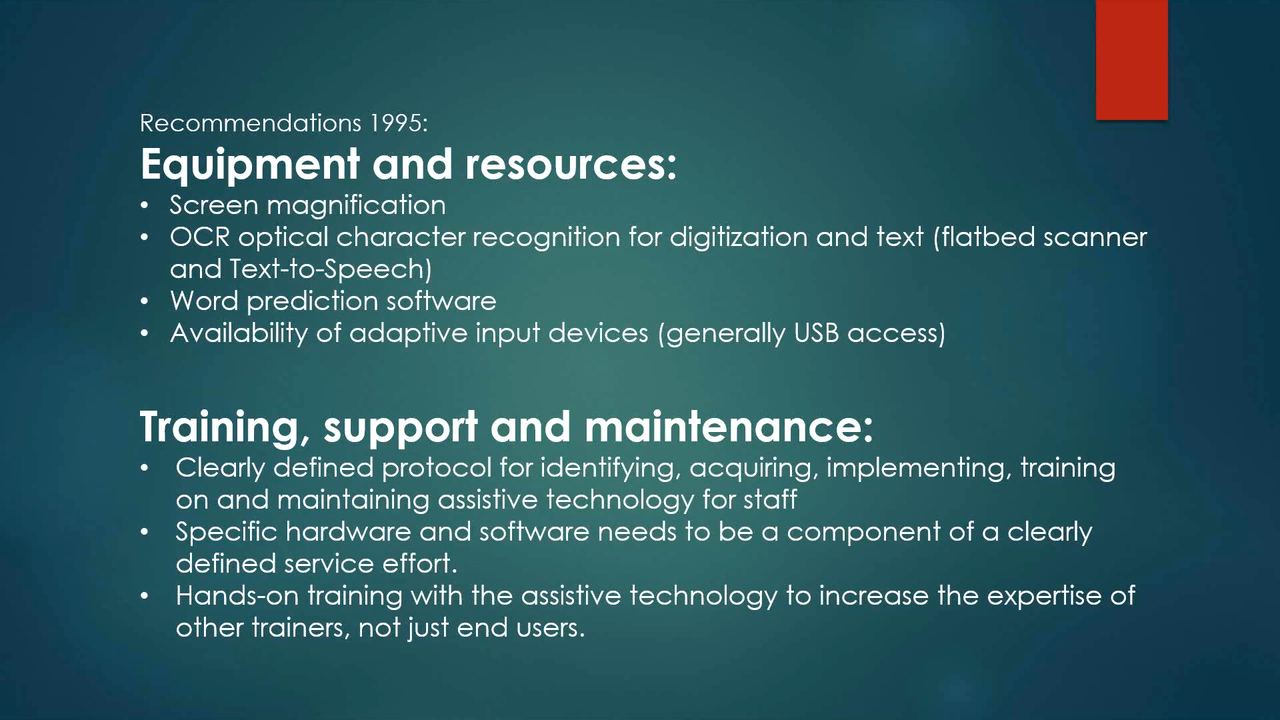 Recommendations 1995:
Equipment and resources:
• Screen magnification
• OCR optical character recognition for digitization and text (flatbed scanner
and Text-to-Speech)
• Word prediction software
• Availability of adaptive input devices (generally USB access)
Training, support and maintenance:
• Clearly defined protocol for identifying, acquiring, implementing, training
on and maintaining assistive technology for staff
• Specific hardware and software needs to be a component of a clearly
defined service effort.
• Hands-on training with the assistive technology to increase the expertise of
other trainers, not just end users.